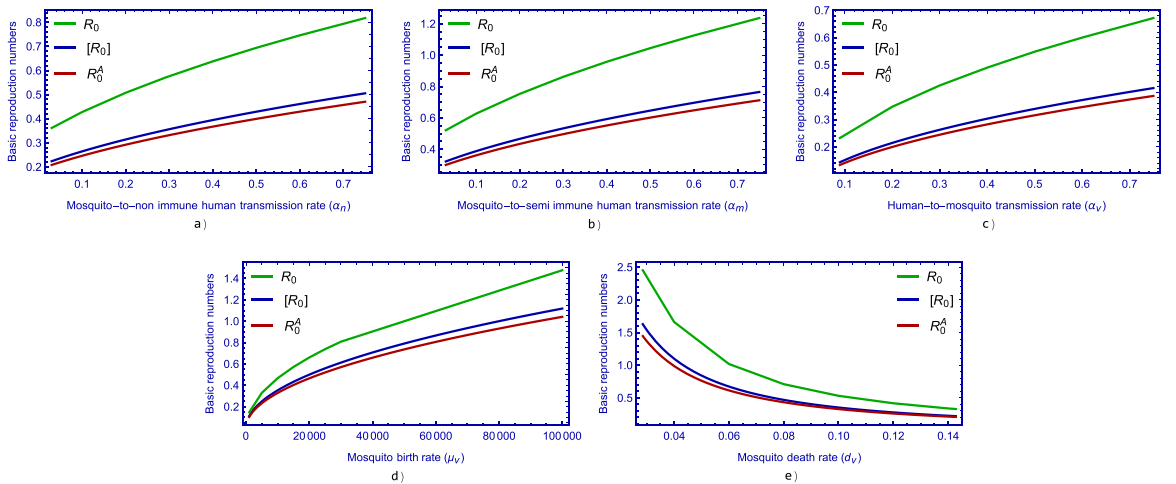 Basic reproduction numbers
0.8
0.7
0.6
0.5
0.4
0.3
0.2
R₀
[R₀]
R₀ᴬ
0.1 0.2 0.3 0.4 0.5 0.6 0.7
Mosquito−to−non immune human transmission rate (αₙ)
a)
Basic reproduction numbers
1.2
1.0
0.8
0.6
0.4
R₀
[R₀]
R₀ᴬ
0.1 0.2 0.3 0.4 0.5 0.6 0.7
Mosquito−to−semi immune human transmission rate (αₘ)
b)
Basic reproduction numbers
0.7
0.6
0.5
0.4
0.3
0.2
R₀
[R₀]
R₀ᴬ
0.1 0.2 0.3 0.4 0.5 0.6 0.7
Human−to−mosquito transmission rate (αᵥ)
c)
Basic reproduction numbers
1.4
1.2
1.0
0.8
0.6
0.4
0.2
R₀
[R₀]
R₀ᴬ
0 20 000 40 000 60 000 80 000 100 000
Mosquito birth rate (μᵥ)
d)
Basic reproduction numbers
2.5
2.0
1.5
1.0
0.5
R₀
[R₀]
R₀ᴬ
0.04 0.06 0.08 0.10 0.12 0.14
Mosquito death rate (dᵥ)
e)